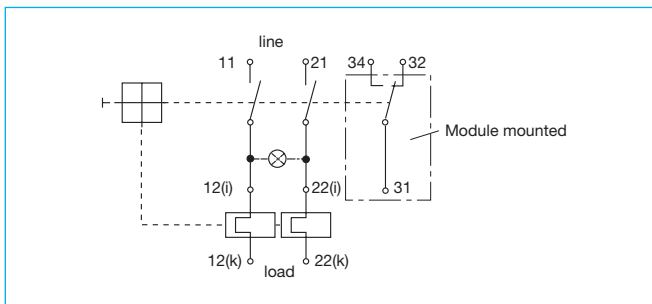 line
11
21
34
32
Module mounted
12(i)
22(i)
31
12(k)
load
22(k)